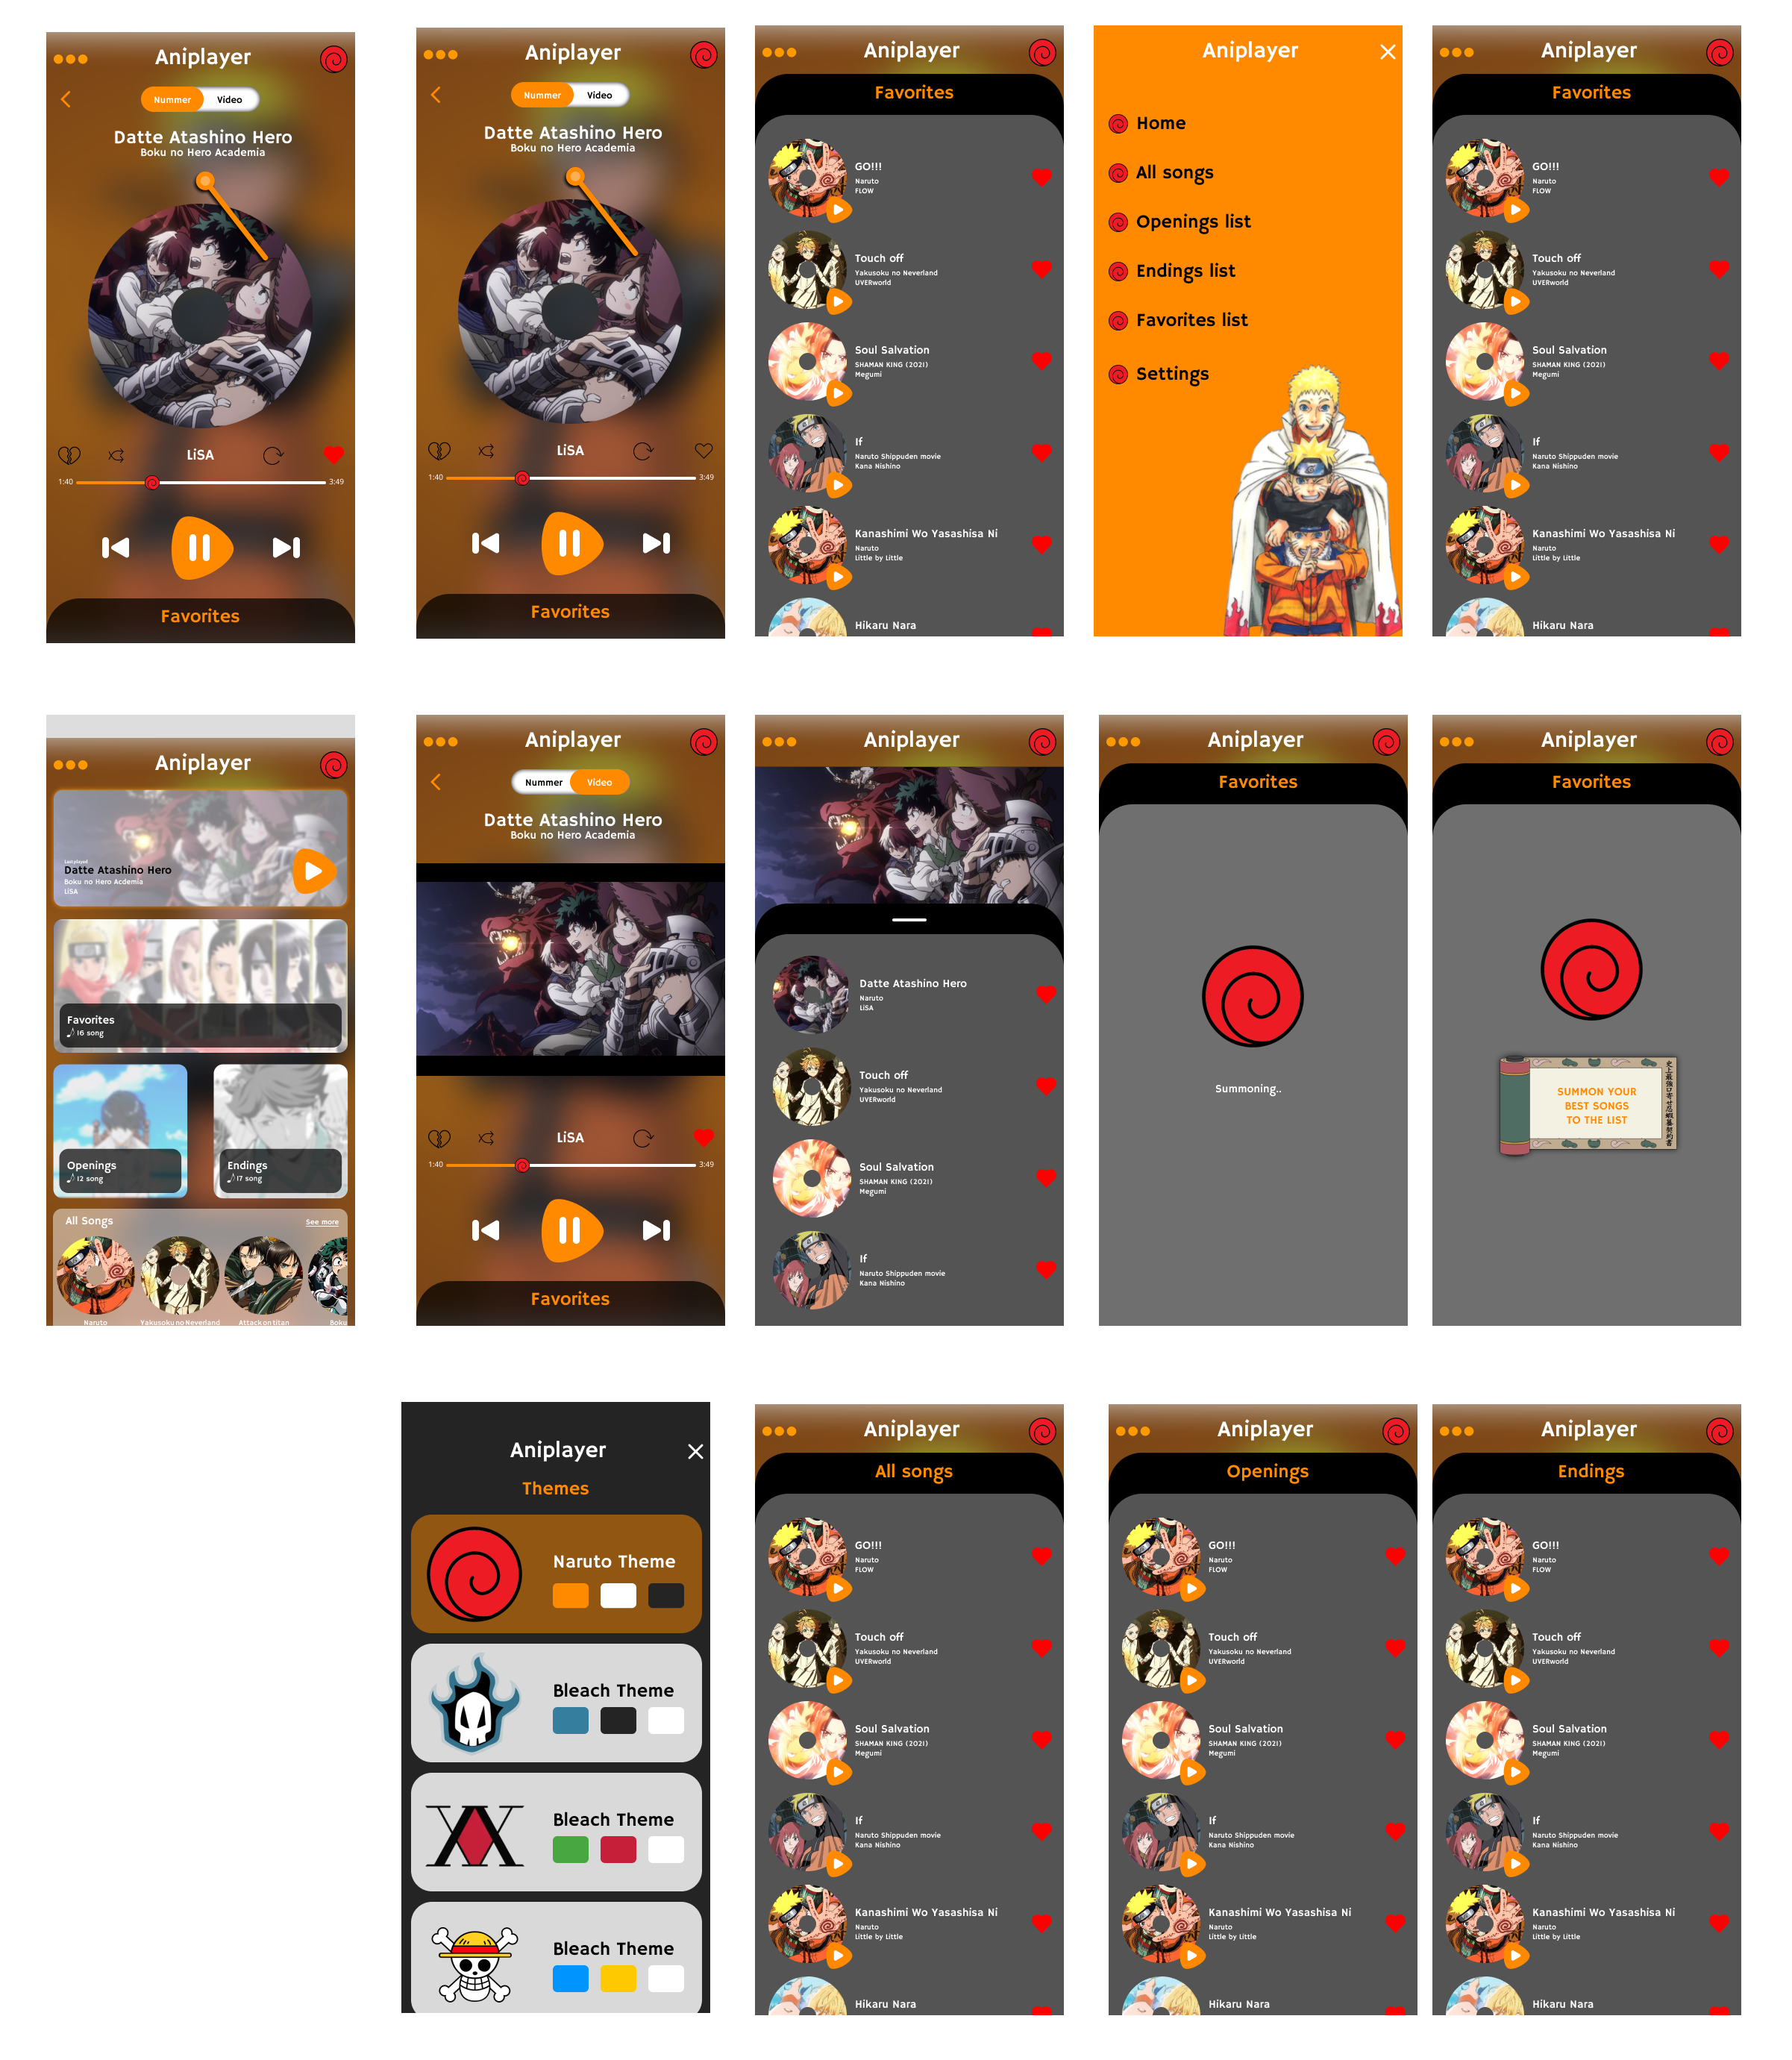 Aniplayer
Nummer Video
Datte Atashino Hero
Boku no Hero Academia
LiSA
1:40 3:49
Favorites
Aniplayer
Nummer Video
Datte Atashino Hero
Boku no Hero Academia
LiSA
1:40 3:49
Favorites
Aniplayer
Favorites
GO!!!
Naruto
FLOW
Touch off
Yakusoku no Neverland
UVERworld
Soul Salvation
SHAMAN KING (2021)
Megumi
If
Naruto Shippuden movie
Kana Nishino
Kanashimi Wo Yasashisa Ni
Naruto
Little by Little
Hikaru Nara
Aniplayer
Home
All songs
Openings list
Endings list
Favorites list
Settings
Aniplayer
Favorites
GO!!!
Naruto
FLOW
Touch off
Yakusoku no Neverland
UVERworld
Soul Salvation
SHAMAN KING (2021)
Megumi
If
Naruto Shippuden movie
Kana Nishino
Kanashimi Wo Yasashisa Ni
Naruto
Little by Little
Hikaru Nara
Aniplayer
Last played
Datte Atashino Hero
Boku no Hero Acdemia
LiSA
Favorites
16 song
Openings
12 song
Endings
17 song
All Songs See more
Naruto Yakusoku no Neverland Attack on titan Boku
Aniplayer
Nummer Video
Datte Atashino Hero
Boku no Hero Academia
LiSA
1:40 3:49
Favorites
Aniplayer
Datte Atashino Hero
Naruto
LiSA
Touch off
Yakusoku no Neverland
UVERworld
Soul Salvation
SHAMAN KING (2021)
Megumi
If
Naruto Shippuden movie
Kana Nishino
Aniplayer
Favorites
Summoning..
Aniplayer
Favorites
SUMMON YOUR
BEST SONGS
TO THE LIST
Aniplayer
Themes
Naruto Theme
Bleach Theme
Bleach Theme
Bleach Theme
Aniplayer
All songs
GO!!!
Naruto
FLOW
Touch off
Yakusoku no Neverland
UVERworld
Soul Salvation
SHAMAN KING (2021)
Megumi
If
Naruto Shippuden movie
Kana Nishino
Kanashimi Wo Yasashisa Ni
Naruto
Little by Little
Hikaru Nara
Aniplayer
Openings
GO!!!
Naruto
FLOW
Touch off
Yakusoku no Neverland
UVERworld
Soul Salvation
SHAMAN KING (2021)
Megumi
If
Naruto Shippuden movie
Kana Nishino
Kanashimi Wo Yasashisa Ni
Naruto
Little by Little
Hikaru Nara
Aniplayer
Endings
GO!!!
Naruto
FLOW
Touch off
Yakusoku no Neverland
UVERworld
Soul Salvation
SHAMAN KING (2021)
Megumi
If
Naruto Shippuden movie
Kana Nishino
Kanashimi Wo Yasashisa Ni
Naruto
Little by Little
Hikaru Nara